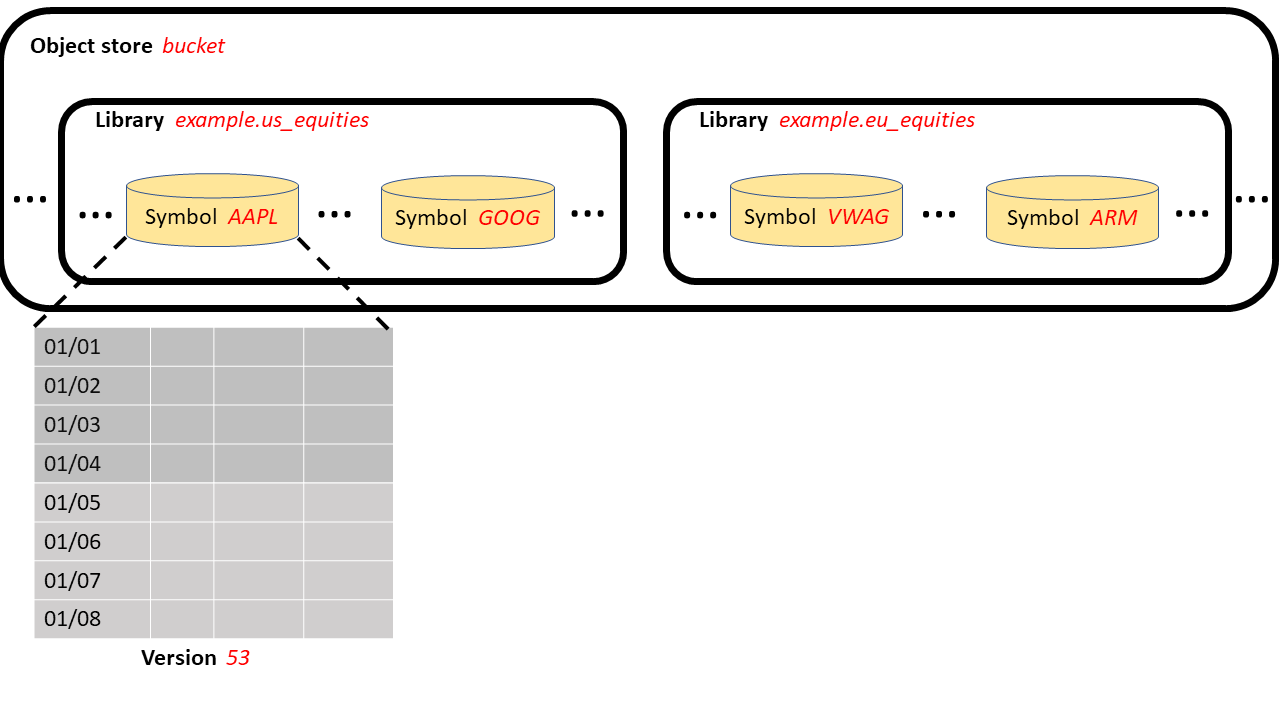 Object store bucket
Library example.us_equities
Library example.eu_equities
... ... Symbol AAPL ... Symbol GOOG ... ... Symbol VWAG ... Symbol ARM ... ...
01/01
01/02
01/03
01/04
01/05
01/06
01/07
01/08
Version 53